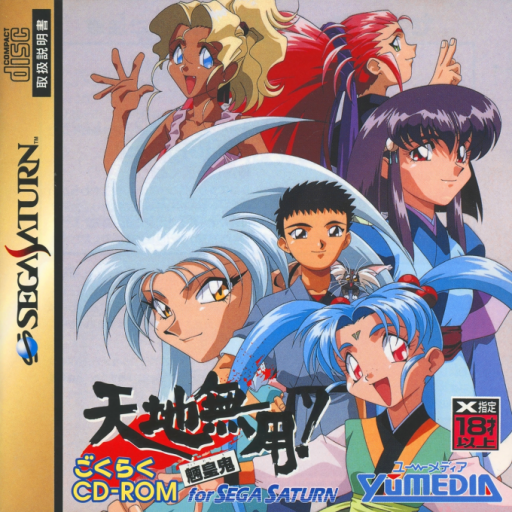 COMPACT
disc
取扱説明書
SEGA SATURN™
天地無用!
魎皇鬼
ごくらく
CD-ROM
for SEGA SATURN
X指定
18才
以上
ユーメディア
YUMEDIA